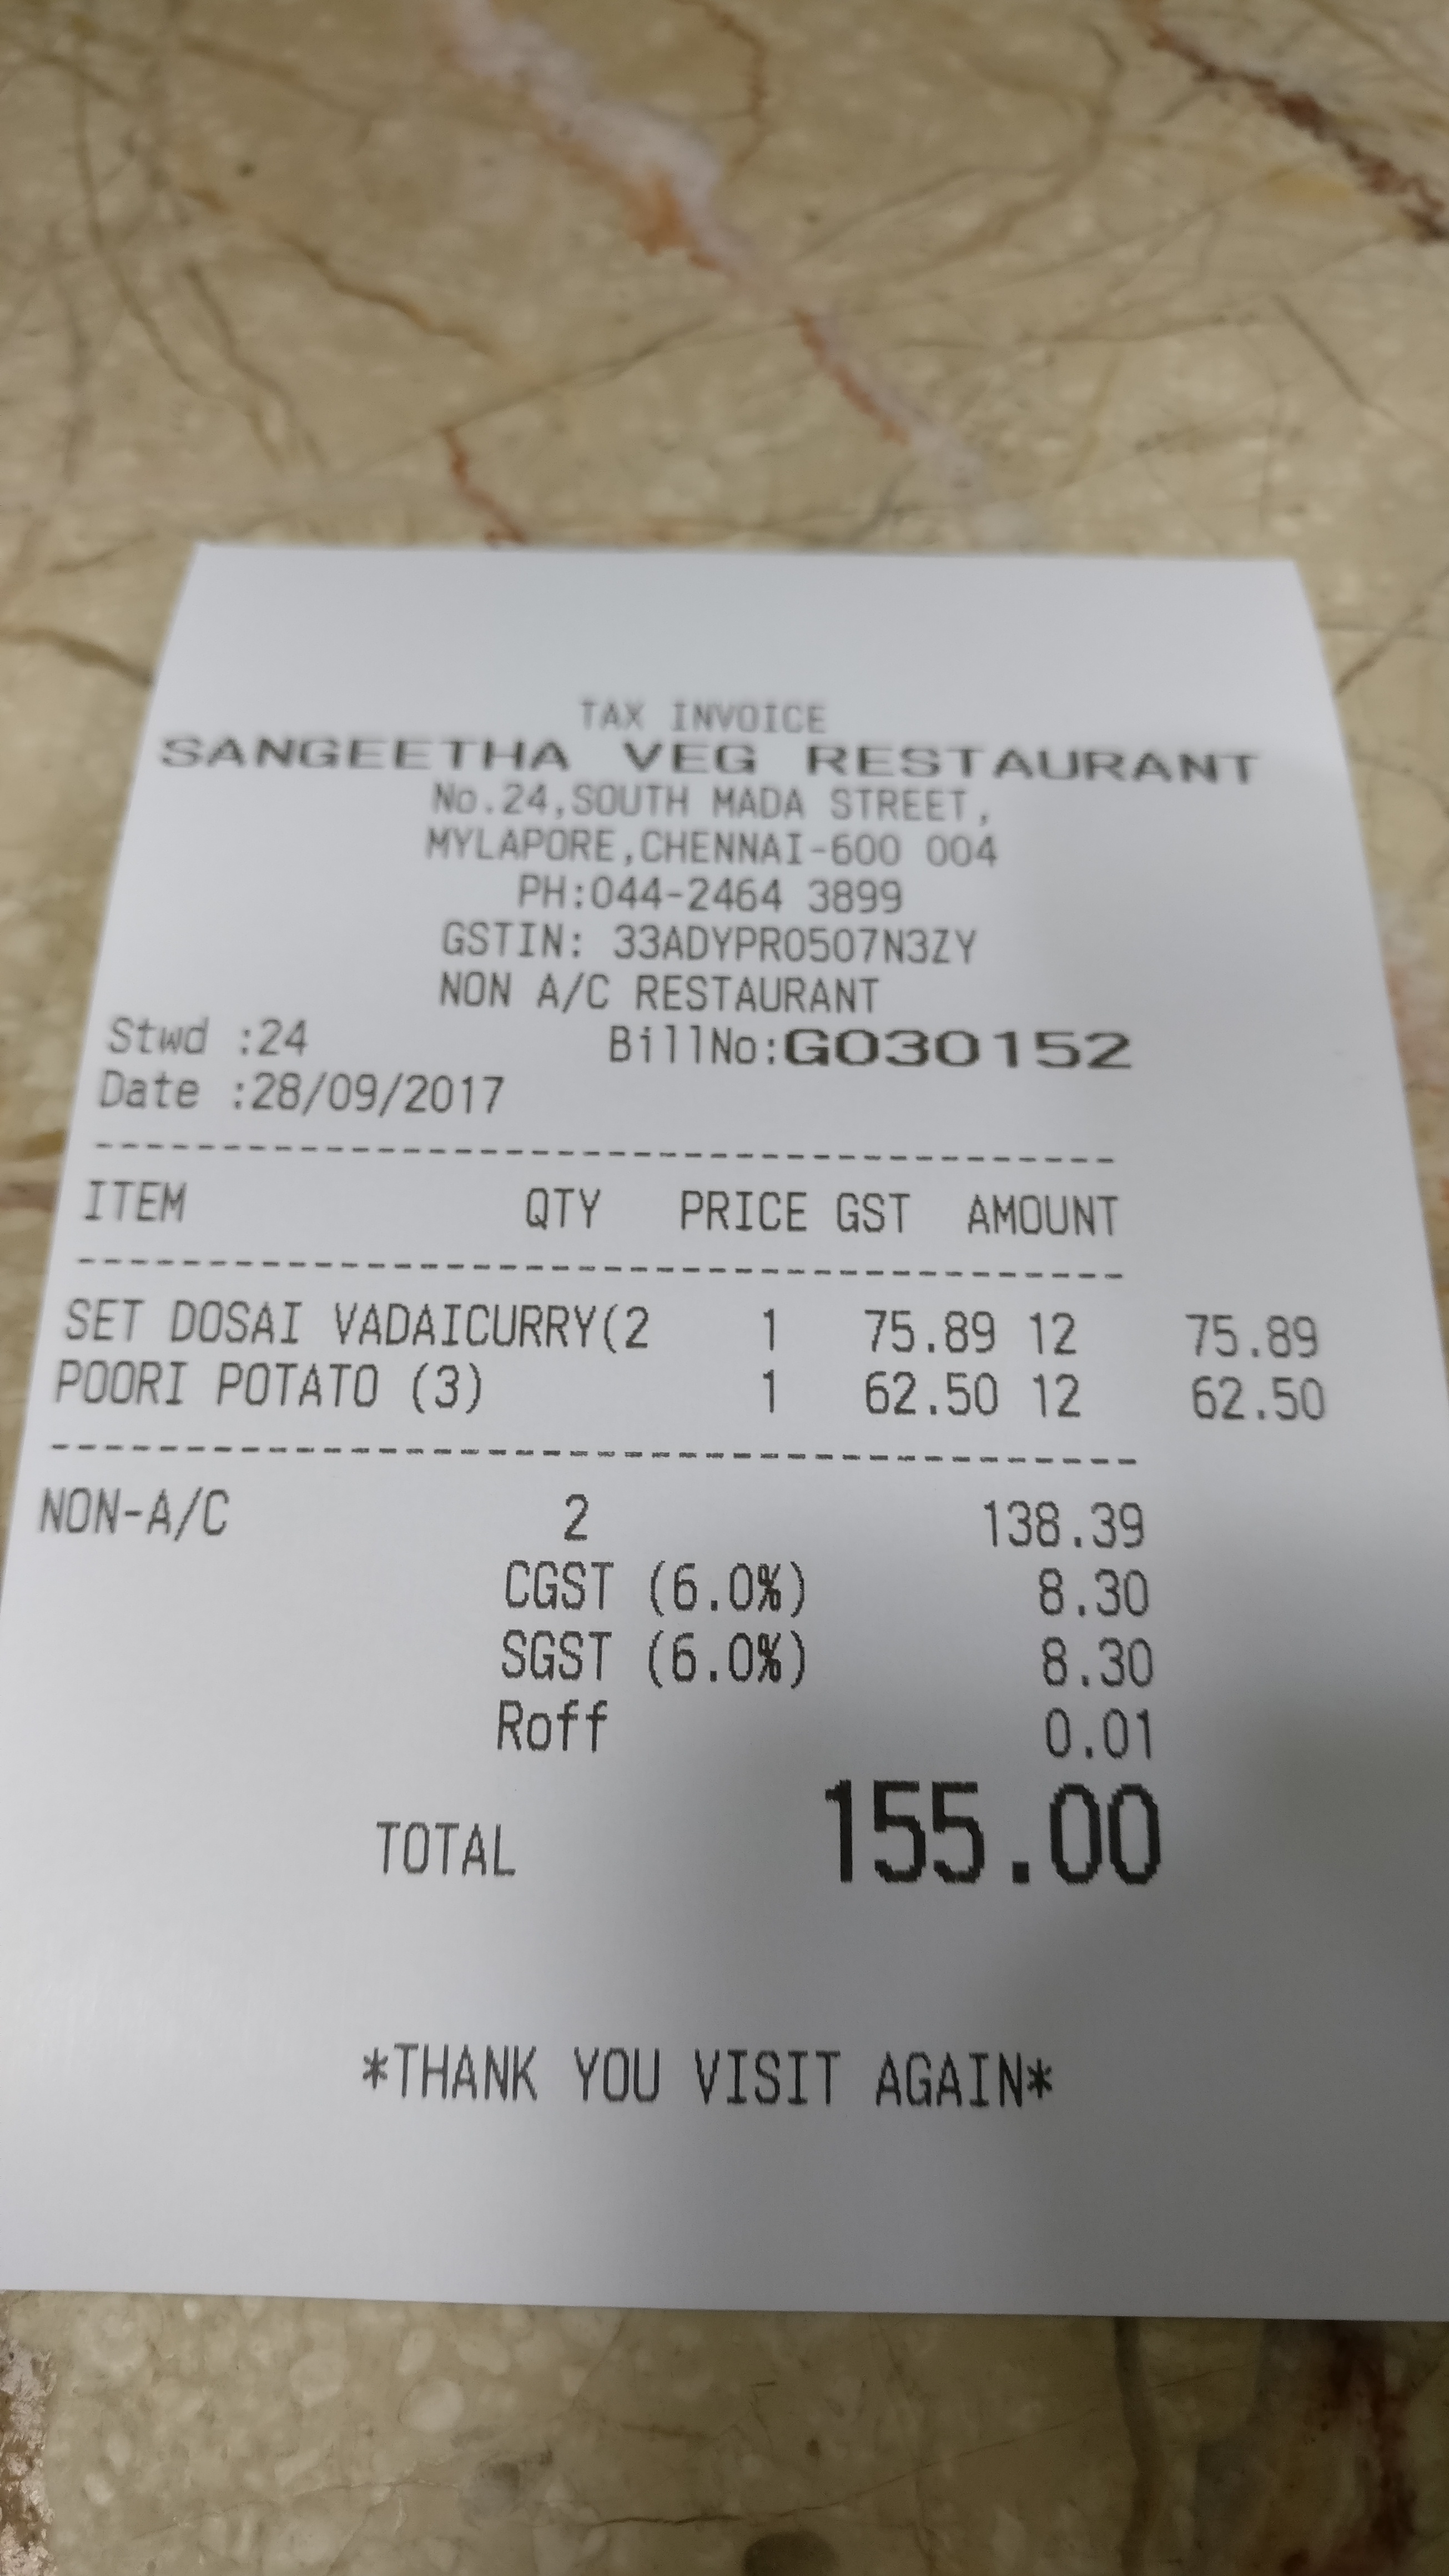 TAX INVOICE
SANGEETHA VEG RESTAURANT
No.24,SOUTH MADA STREET,
MYLAPORE,CHENNAI-600 004
PH:044-2464 3899
GSTIN: 33ADYPR0507N3ZY
NON A/C RESTAURANT
Stwd :24 BillNo:G030152
Date :28/09/2017
ITEM QTY PRICE GST AMOUNT
SET DOSAI VADAICURRY(2 1 75.89 12 75.89
POORI POTATO (3) 1 62.50 12 62.50
NON-A/C 2 138.39
CGST (6.0%) 8.30
SGST (6.0%) 8.30
Roff 0.01
TOTAL 155.00
*THANK YOU VISIT AGAIN*